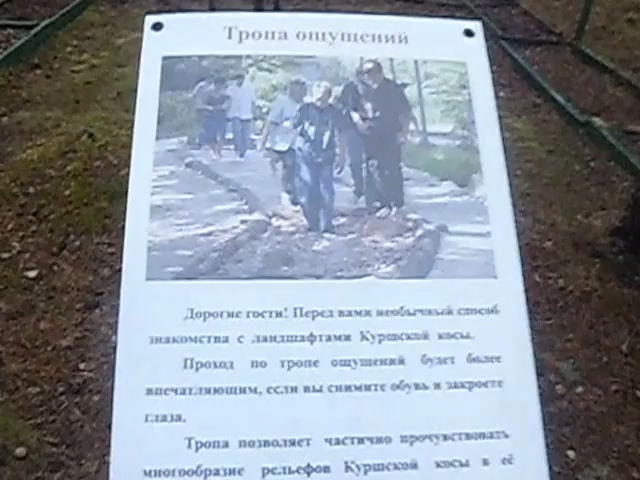 Тропа ощущений
Дорогие гости! Перед вами необычный способ
знакомства с ландшафтами Куршской косы.
Проход по тропе ощущений будет более
впечатляющим, если вы снимите обувь и закроете
глаза.
Тропа позволяет частично прочувствовать
многообразие рельефов Куршской косы в её